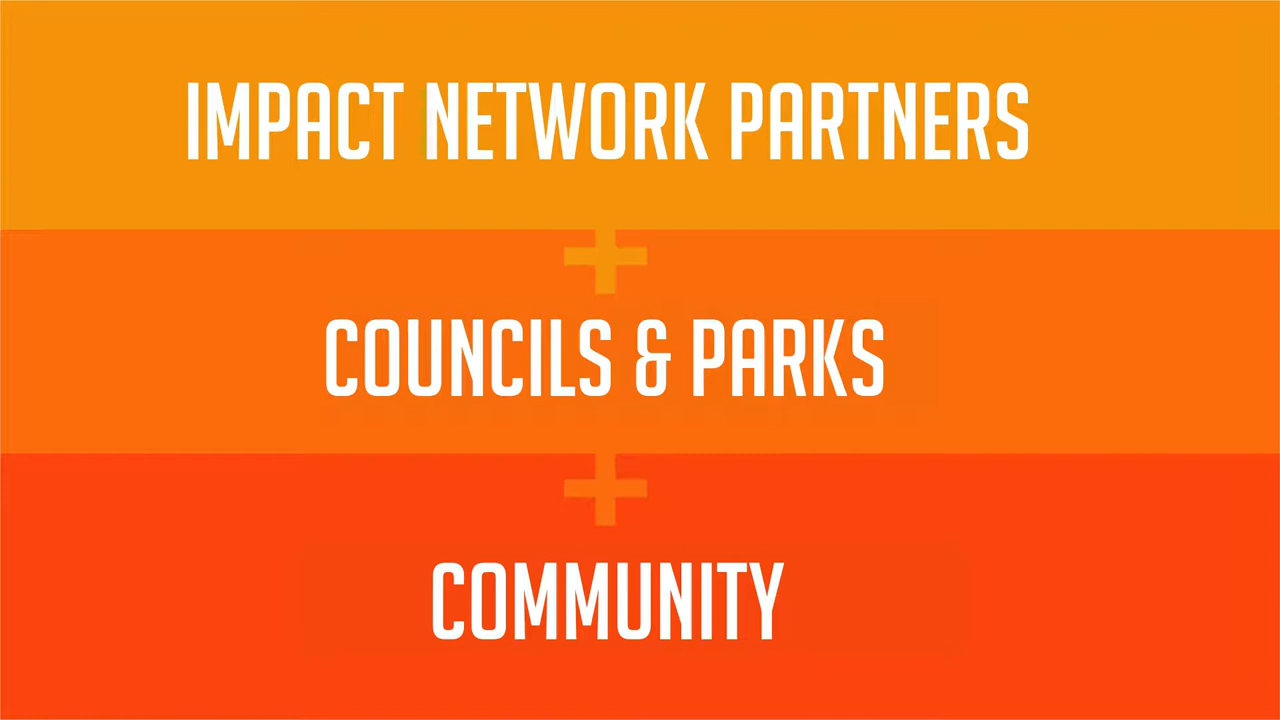 IMPACT NETWORK PARTNERS
+
COUNCILS & PARKS
+
COMMUNITY